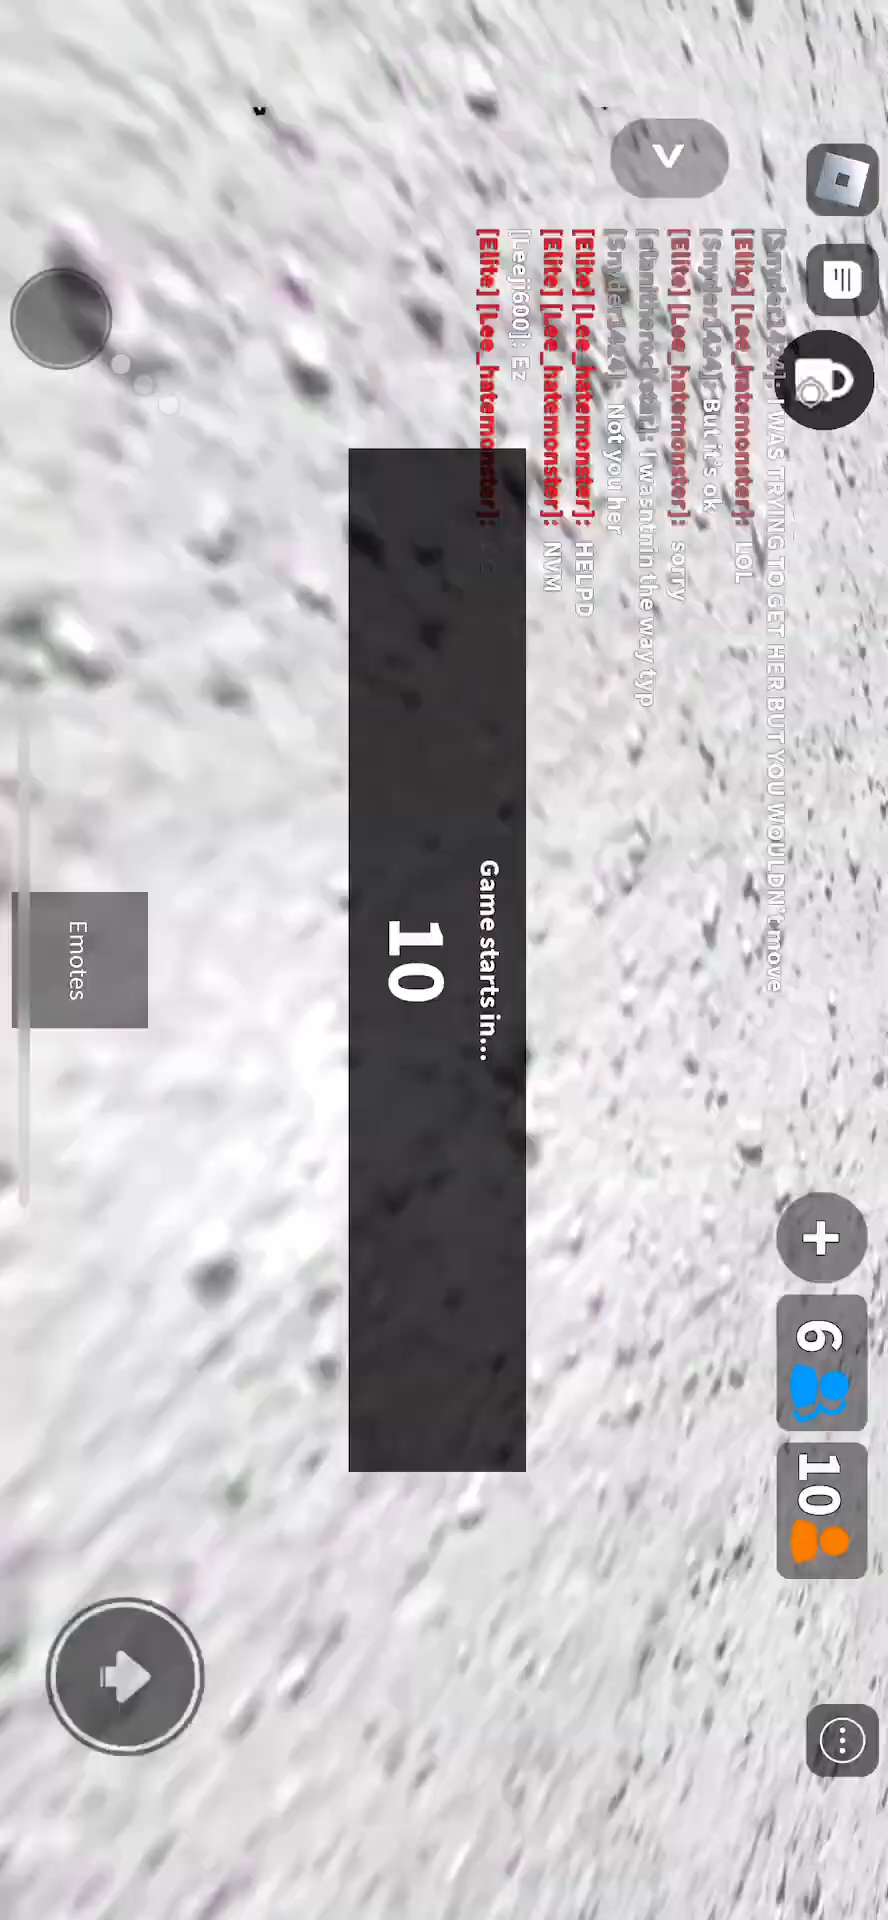 [Snyder1424]: I WAS TRYING TO GET HER BUT YOU WOULDN't move
[Elite] [Lee_hatemonster]: LOL
[Snyder1424]: But it's ok
[Elite] [Lee_hatemonster]: sorry
I wasntnin the way typ
[Snyder1424]: Not you her
[Elite] [Lee_hatemonster]: HELPD
[Elite] [Lee_hatemonster]: NVM
[Leeji600]: Ez
[Elite] [Lee_hatemonster]:
6
10
Game starts in...
10
Emotes